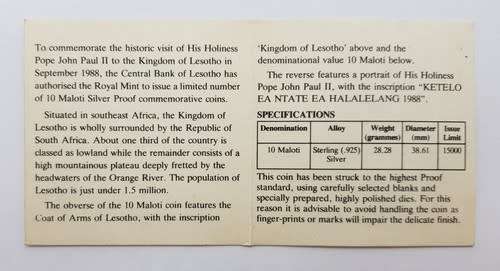 To commemorate the historic visit of His Holiness
Pope John Paul II to the Kingdom of Lesotho in
September 1988, the Central Bank of Lesotho has
authorised the Royal Mint to issue a limited number
of 10 Maloti Silver Proof commemorative coins.
Situated in southeast Africa, the Kingdom of
Lesotho is wholly surrounded by the Republic of
South Africa. About one third of the country is
classed as lowland while the remainder consists of a
high mountainous plateau deeply fretted by the
headwaters of the Orange River. The population of
Lesotho is just under 1.5 million.
The obverse of the 10 Maloti coin features the
Coat of Arms of Lesotho, with the inscription
'Kingdom of Lesotho' above and the
denominational value 10 Maloti below.
The reverse features a portrait of His Holiness
Pope John Paul II, with the inscription "KETELO
EA NTATE EA HALALELANG 1988".
SPECIFICATIONS
Denomination Alloy Weight (grammes) Diameter (mm) Issue Limit
10 Maloti Sterling (.925) Silver 28.28 38.61 15000
This coin has been struck to the highest Proof
standard, using carefully selected blanks and
specially prepared, highly polished dies. For this
reason it is advisable to avoid handling the coin as
finger-prints or marks will impair the delicate finish.